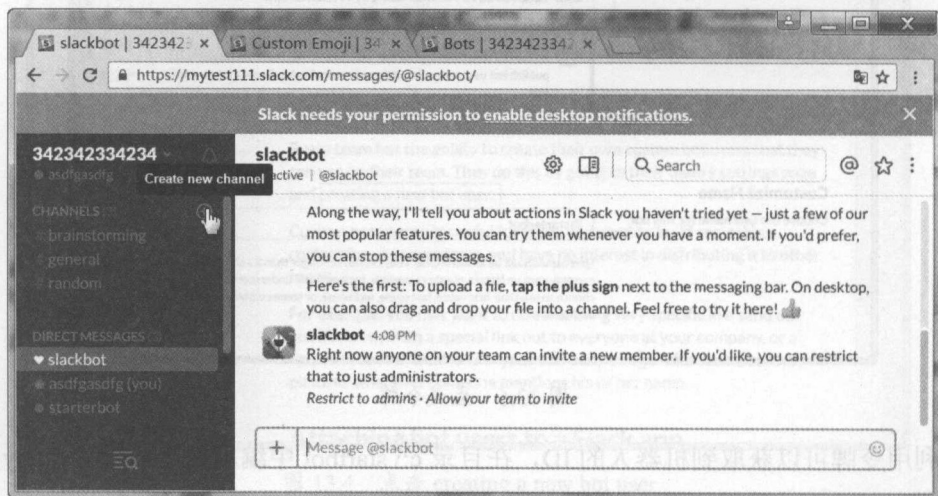 slackbot | 342342
Custom Emoji | 34
Bots | 3423423342
https://mytest111.slack.com/messages/@slackbot/
Slack needs your permission to enable desktop notifications.
342342334234
asdfgasdfg
Create new channel
CHANNELS
# brainstorming
# general
# random
DIRECT MESSAGES
slackbot
asdfgasdfg (you)
starterbot
slackbot
active | @slackbot
Search
Along the way, I'll tell you about actions in Slack you haven't tried yet — just a few of our
most popular features. You can try them whenever you have a moment. If you'd prefer,
you can stop these messages.
Here's the first: To upload a file, tap the plus sign next to the messaging bar. On desktop,
you can also drag and drop your file into a channel. Feel free to try it here!
slackbot 4:08 PM
Right now anyone on your team can invite a new member. If you'd like, you can restrict
that to just administrators.
Restrict to admins · Allow your team to invite
Message @slackbot